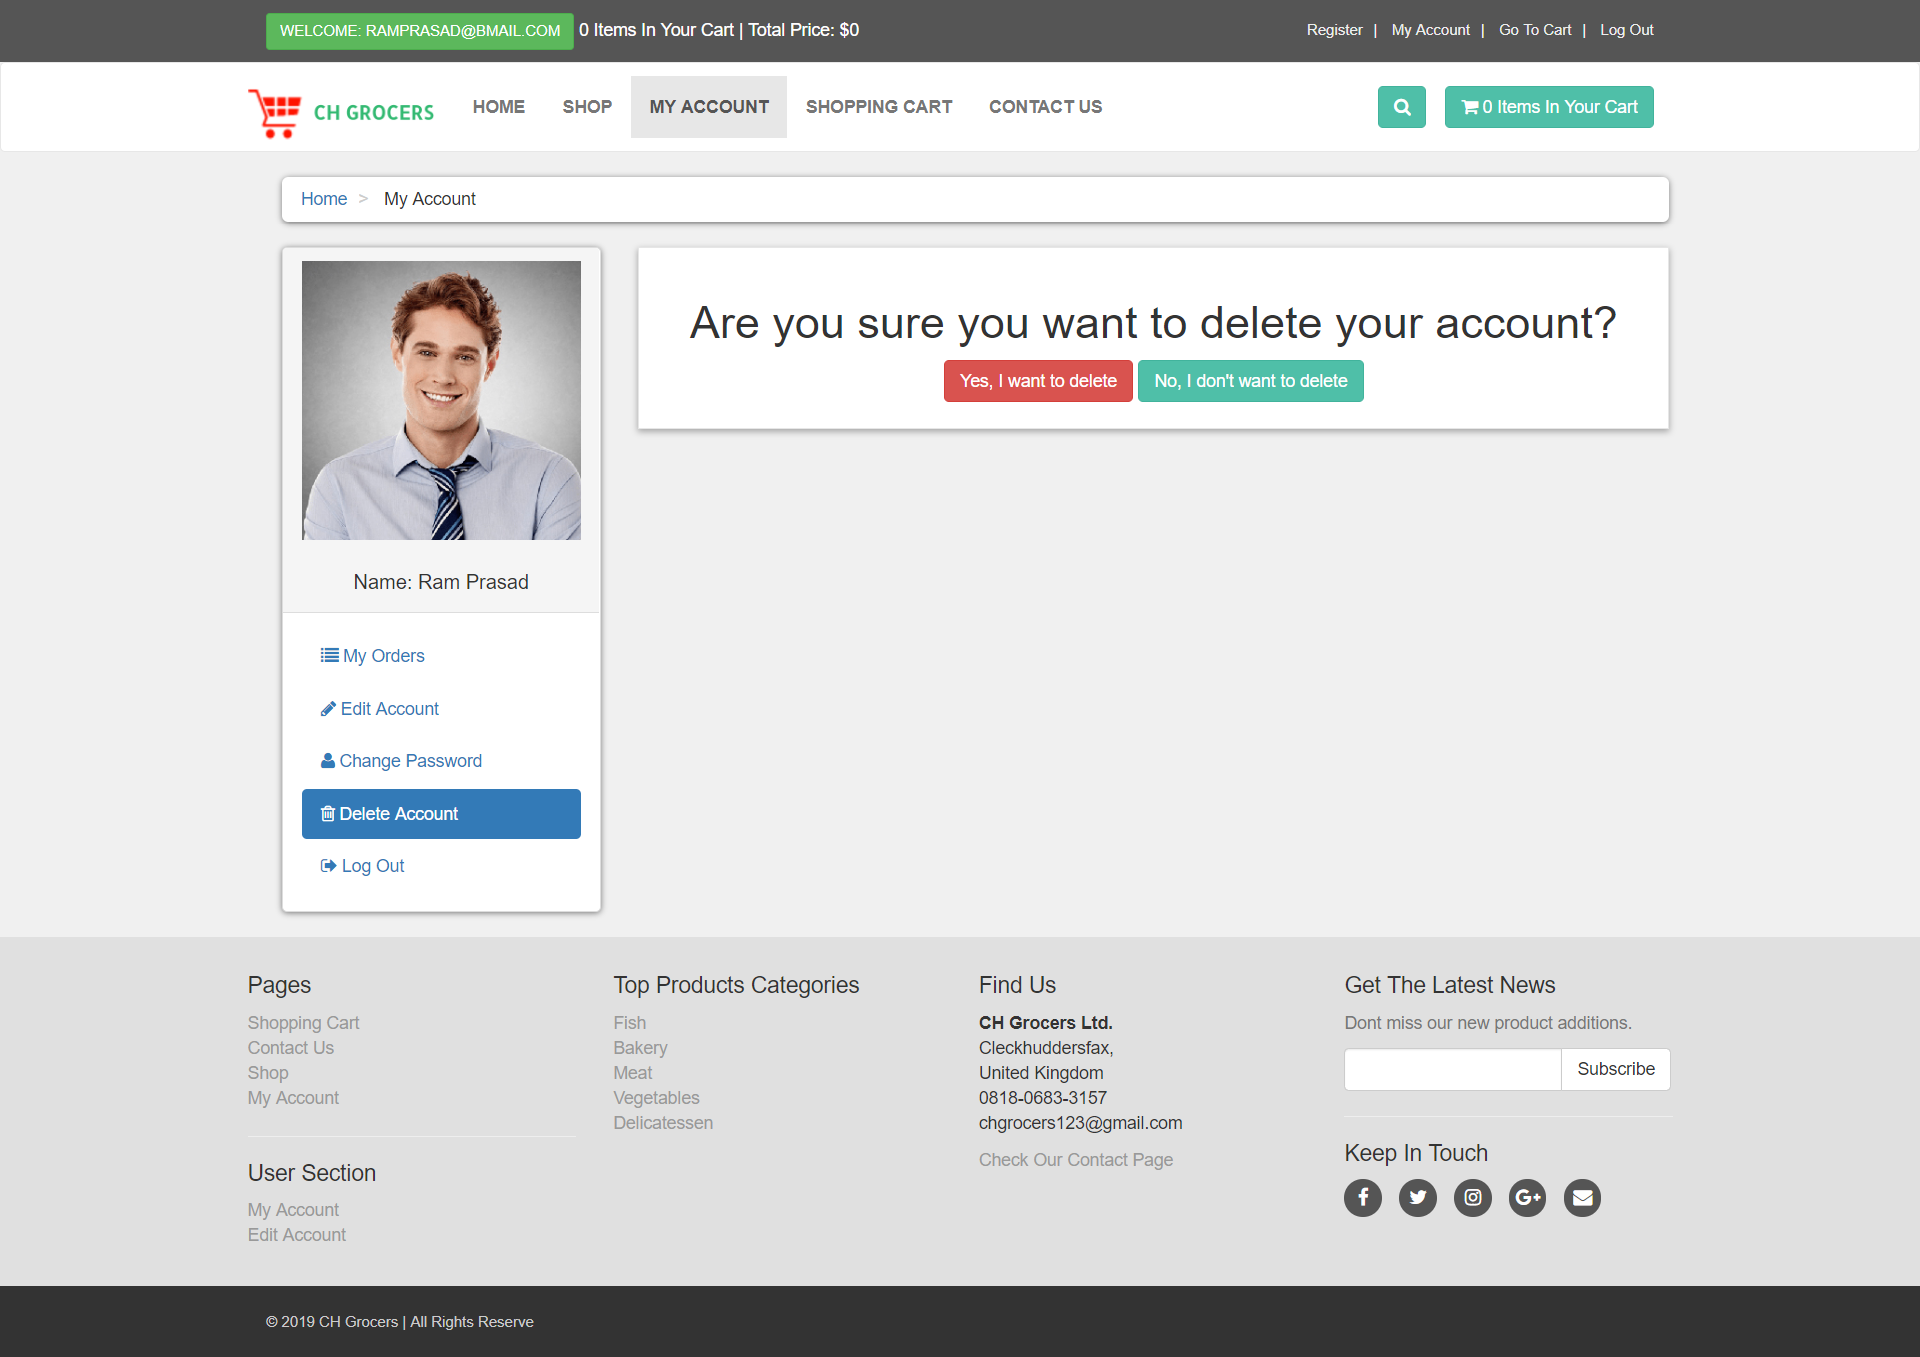 WELCOME: RAMPRASAD@BMAIL.COM 0 Items In Your Cart | Total Price: $0
Register | My Account | Go To Cart | Log Out
CH GROCERS
HOME SHOP MY ACCOUNT SHOPPING CART CONTACT US
0 Items In Your Cart
Home > My Account
Name: Ram Prasad
My Orders
Edit Account
Change Password
Delete Account
Log Out
Are you sure you want to delete your account?
Yes, I want to delete No, I don't want to delete
Pages
Shopping Cart
Contact Us
Shop
My Account
User Section
My Account
Edit Account
Top Products Categories
Fish
Bakery
Meat
Vegetables
Delicatessen
Find Us
CH Grocers Ltd.
Cleckhuddersfax,
United Kingdom
0818-0683-3157
chgrocers123@gmail.com
Check Our Contact Page
Get The Latest News
Dont miss our new product additions.
Subscribe
Keep In Touch
© 2019 CH Grocers | All Rights Reserve